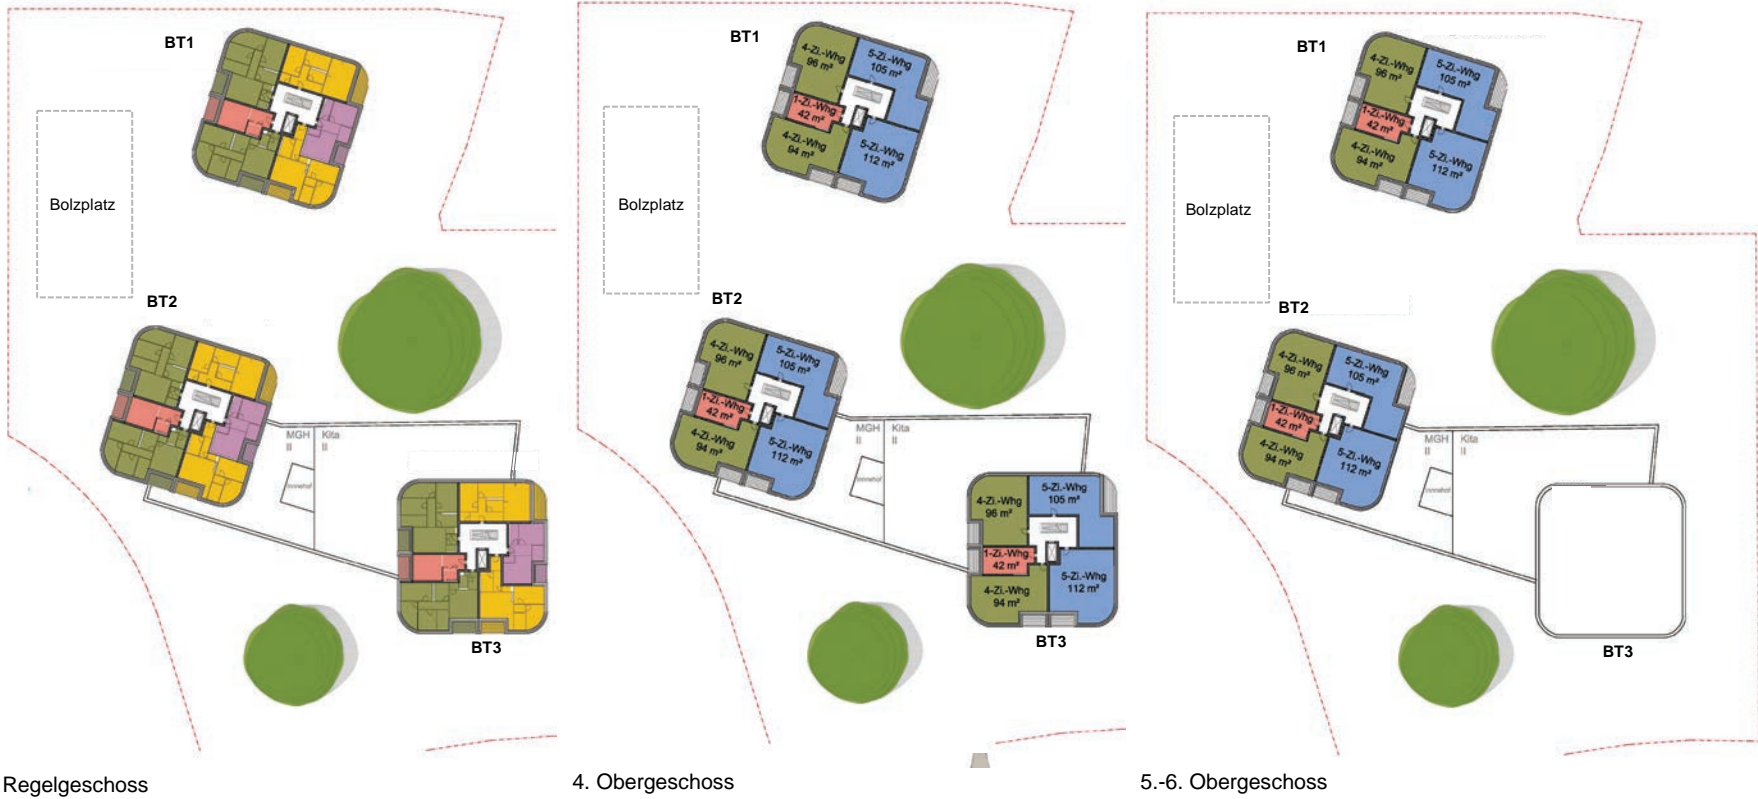 BT1
Bolzplatz
BT2
MGH
II
Kita
II
Innenhof
BT3
Regelgeschoss
BT1
4-Zi.-Whg
96 m²
5-Zi.-Whg
105 m²
1-Zi.-Whg
42 m²
4-Zi.-Whg
94 m²
5-Zi.-Whg
112 m²
Bolzplatz
BT2
4-Zi.-Whg
96 m²
5-Zi.-Whg
105 m²
1-Zi.-Whg
42 m²
4-Zi.-Whg
94 m²
5-Zi.-Whg
112 m²
MGH
II
Kita
II
Innenhof
4-Zi.-Whg
96 m²
5-Zi.-Whg
105 m²
1-Zi.-Whg
42 m²
4-Zi.-Whg
94 m²
5-Zi.-Whg
112 m²
BT3
4. Obergeschoss
BT1
4-Zi.-Whg
96 m²
5-Zi.-Whg
105 m²
1-Zi.-Whg
42 m²
4-Zi.-Whg
94 m²
5-Zi.-Whg
112 m²
Bolzplatz
BT2
4-Zi.-Whg
96 m²
5-Zi.-Whg
105 m²
1-Zi.-Whg
42 m²
4-Zi.-Whg
94 m²
5-Zi.-Whg
112 m²
MGH
II
Kita
II
Innenhof
BT3
5.-6. Obergeschoss